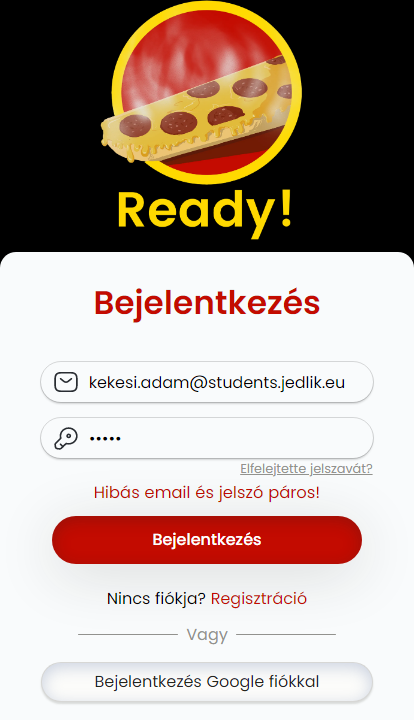 Ready!
Bejelentkezés
kekesi.adam@students.jedlik.eu
•••••
Elfelejtette jelszavát?
Hibás email és jelszó páros!
Bejelentkezés
Nincs fiókja? Regisztráció
Vagy
Bejelentkezés Google fiókkal